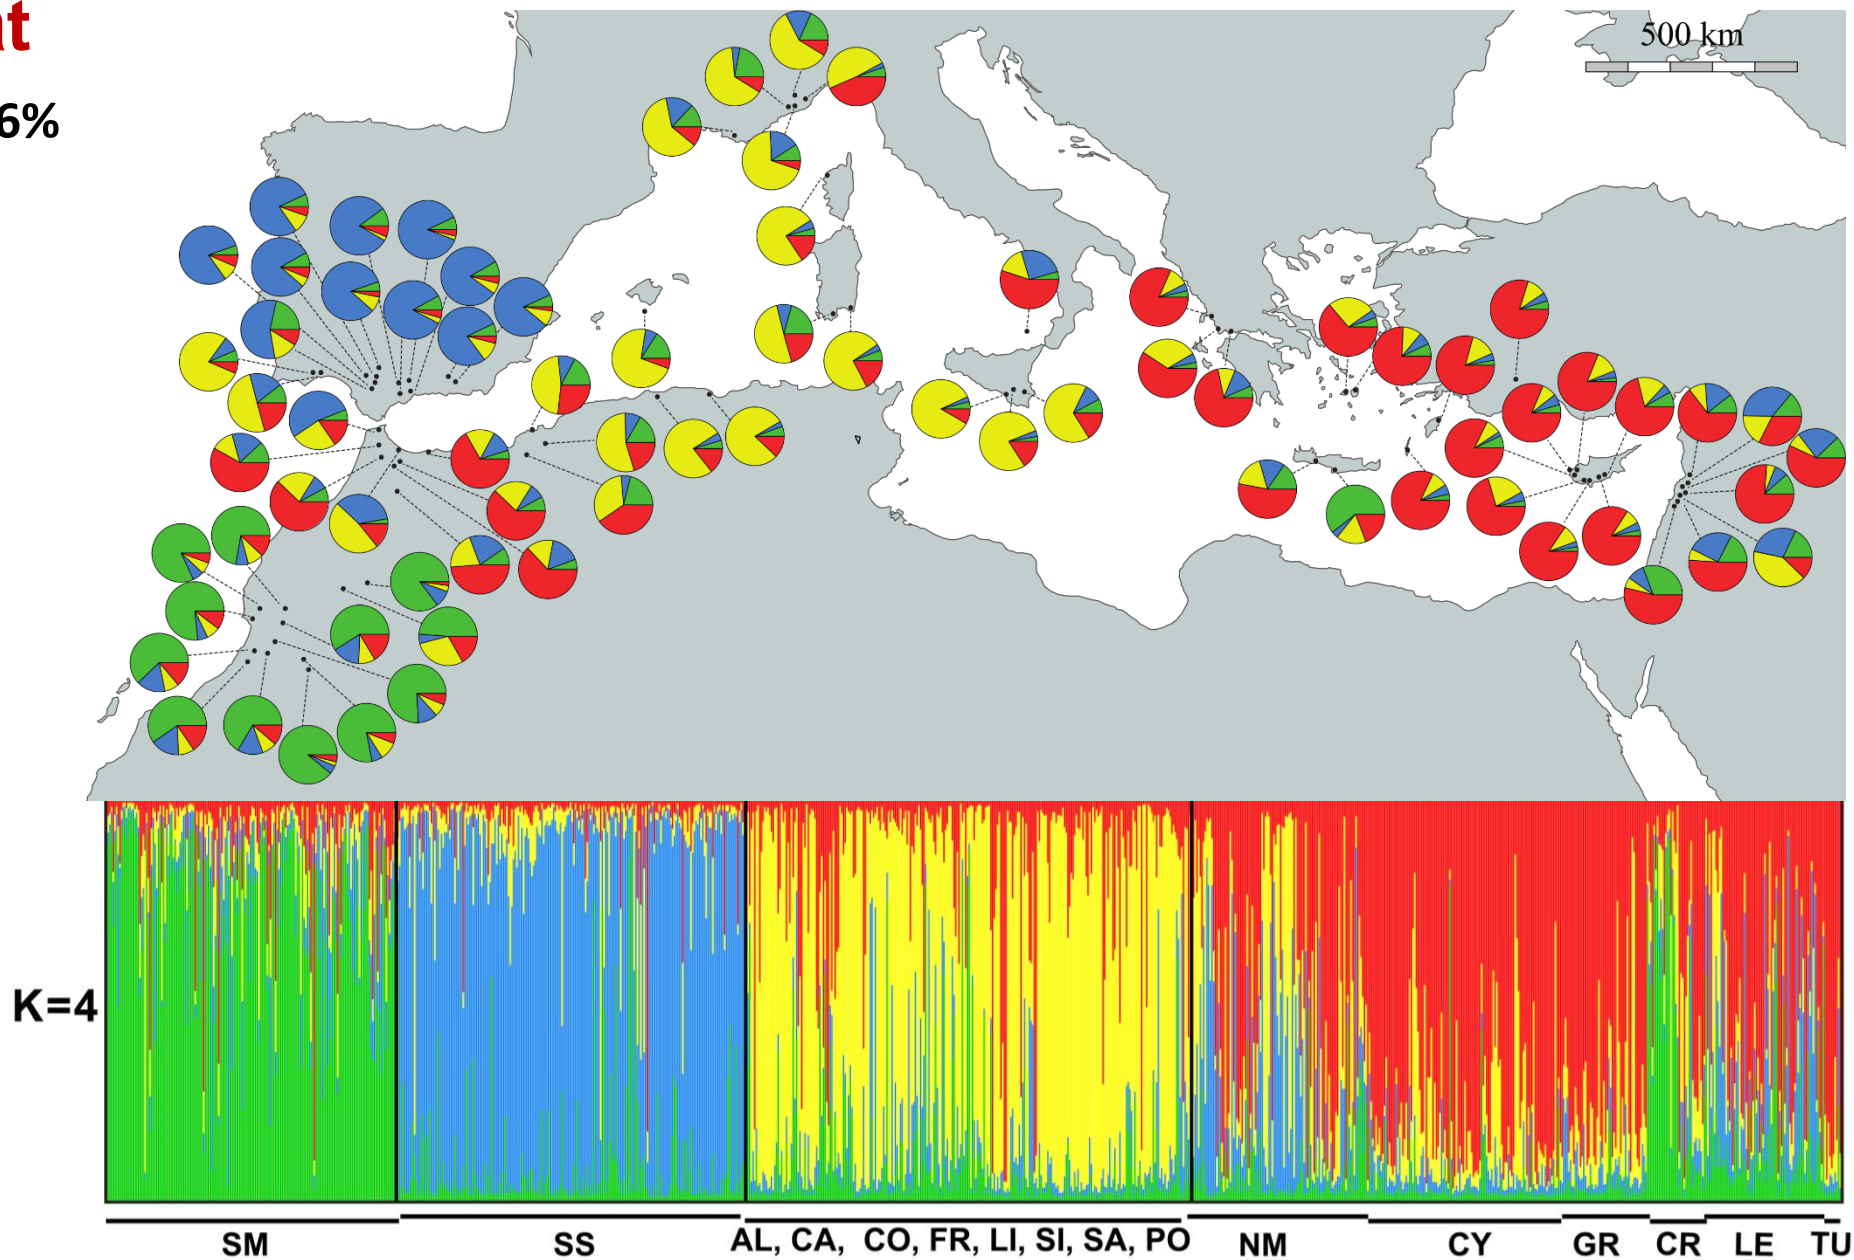 at
6%
500 km
K=4
SM SS AL, CA, CO, FR, LI, SI, SA, PO NM CY GR CR LE TU